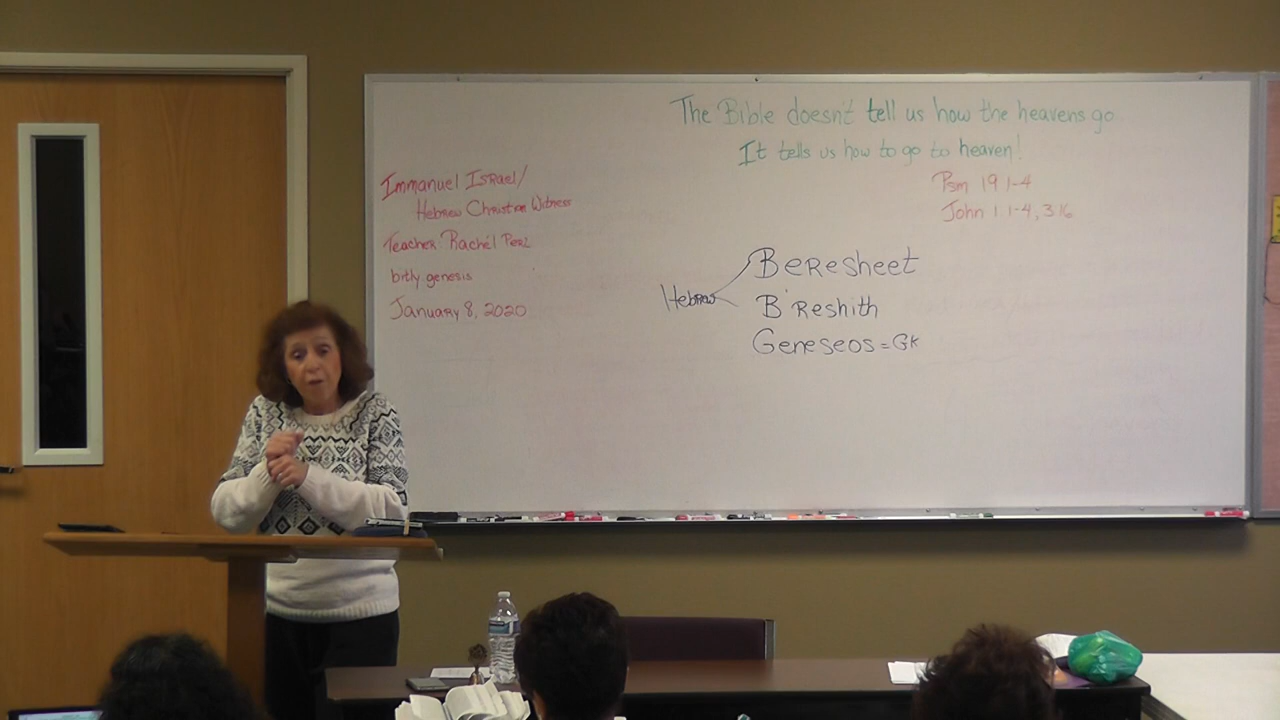 The Bible doesn't tell us how the heavens go
It tells us how to go to heaven!
Psm 19 1-4
John 1 1-4, 3 16
Immanuel Israel/
Hebrew Christian Witness
Teacher: Rachél Perl
bitly genesis
January 8, 2020
Hebrew
Beresheet
B'Reshith
Geneseos = Gk